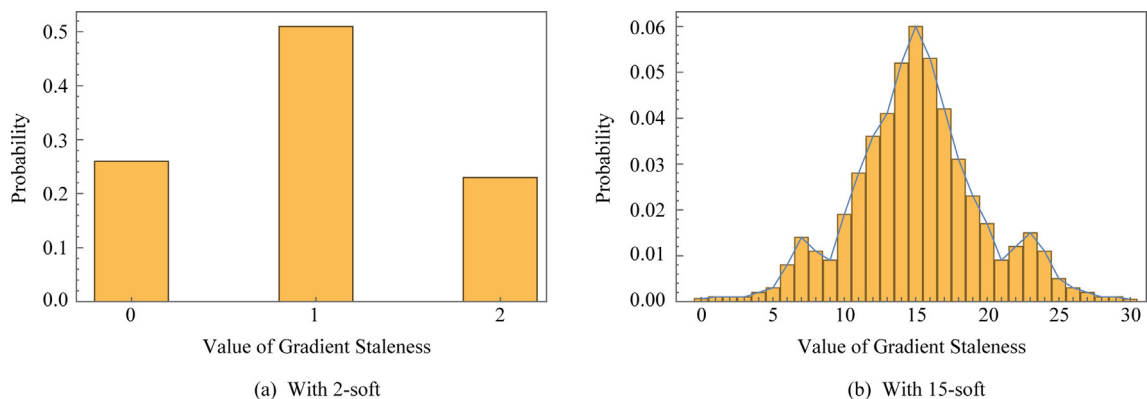 0.5
0.4
0.3
0.2
0.1
0.0
Probability
0 1 2
Value of Gradient Staleness
(a) With 2-soft
0.06
0.05
0.04
0.03
0.02
0.01
0.00
Probability
0 5 10 15 20 25 30
Value of Gradient Staleness
(b) With 15-soft